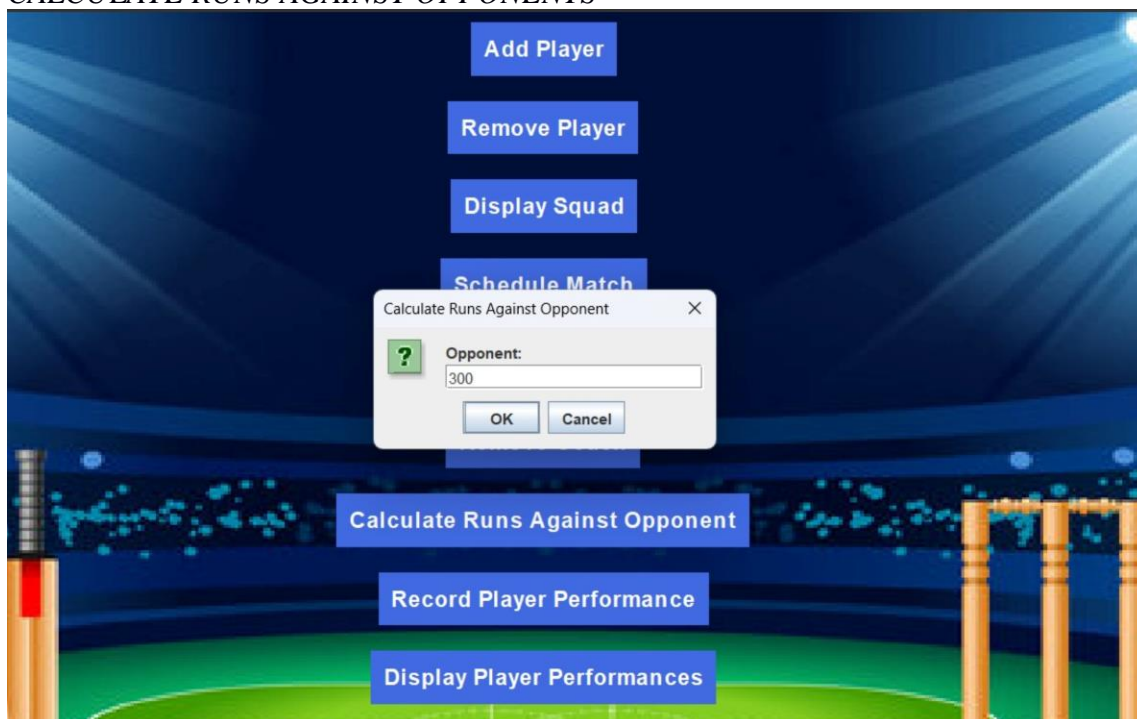 CALCULATE RUNS AGAINST OPPONENTS
Add Player
Remove Player
Display Squad
Schedule Match
Calculate Runs Against Opponent
Opponent:
300
OK Cancel
Calculate Runs Against Opponent
Record Player Performance
Display Player Performances